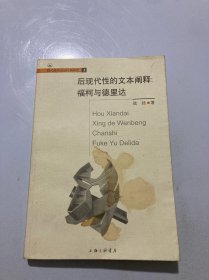 后现代性的文本阐释:
福柯与德里达
Hou Xiandai
Xing de Wenbeng
Chanshi
Fuke Yu Delida
上海三联书店